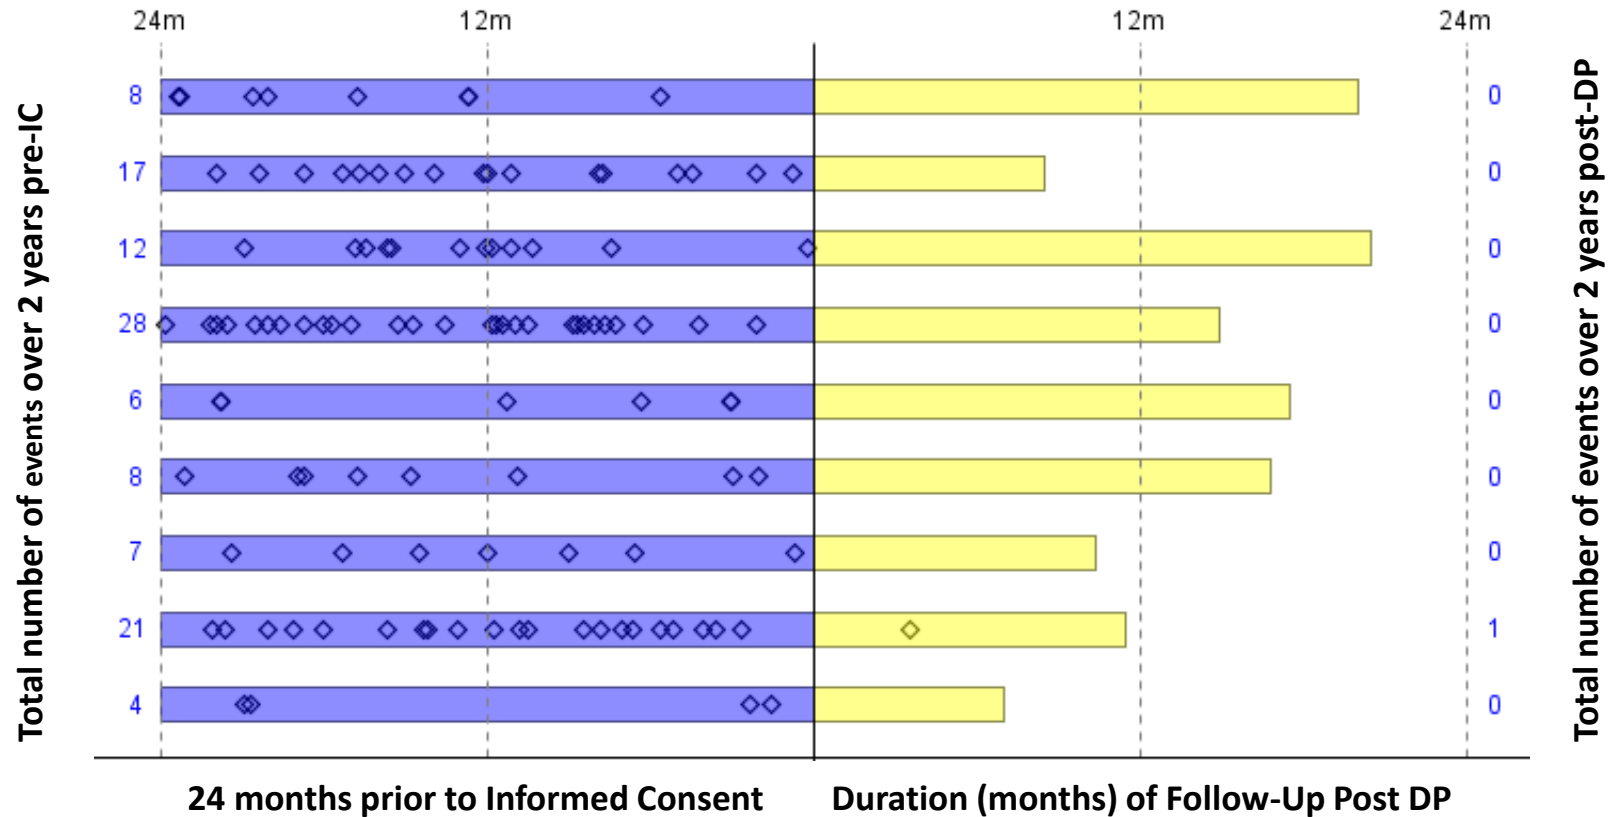 24m 12m 12m 24m
Total number of events over 2 years pre-IC
8 0
17 0
12 0
28 0
6 0
8 0
7 0
21 1
4 0
Total number of events over 2 years post-DP
24 months prior to Informed Consent Duration (months) of Follow-Up Post DP